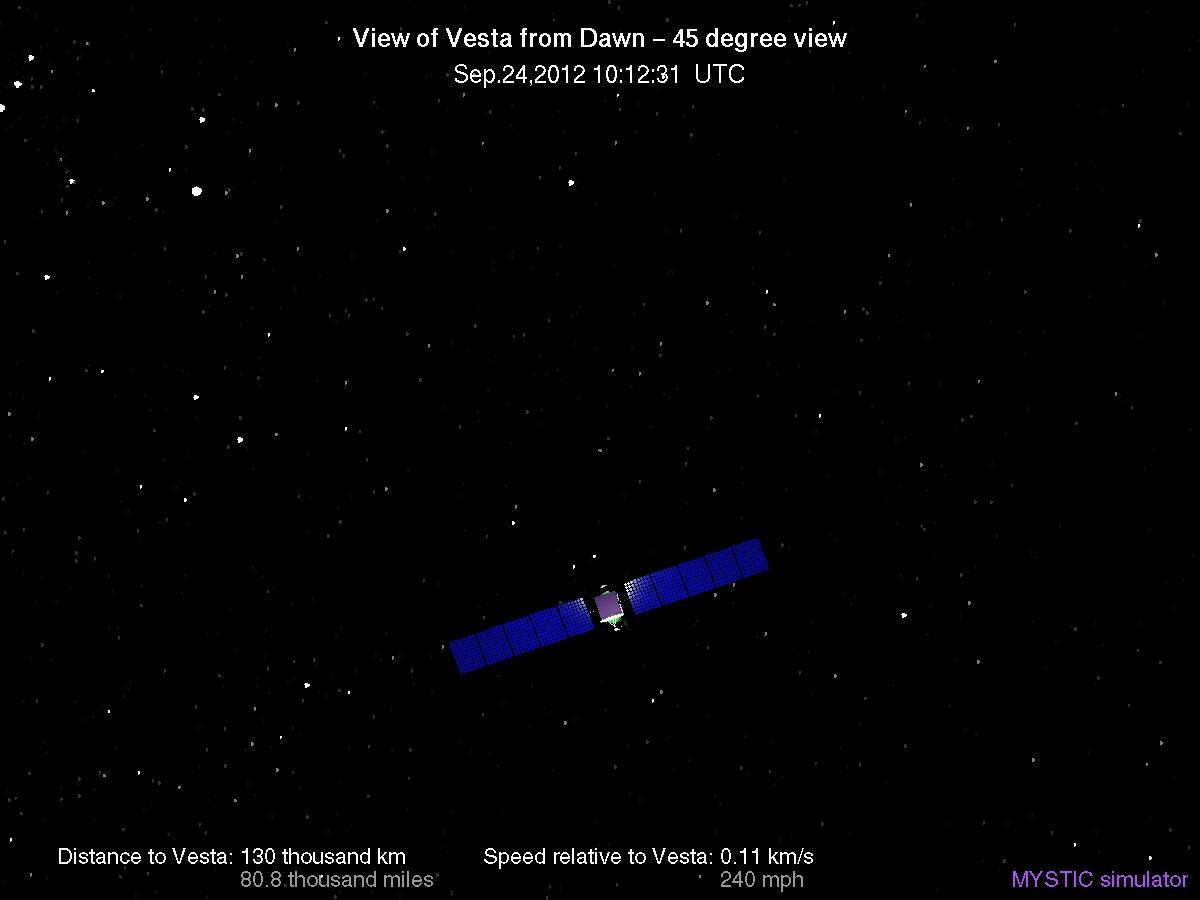 View of Vesta from Dawn – 45 degree view
Sep.24,2012 10:12:31 UTC
Distance to Vesta: 130 thousand km
80.8 thousand miles
Speed relative to Vesta: 0.11 km/s
240 mph
MYSTIC simulator